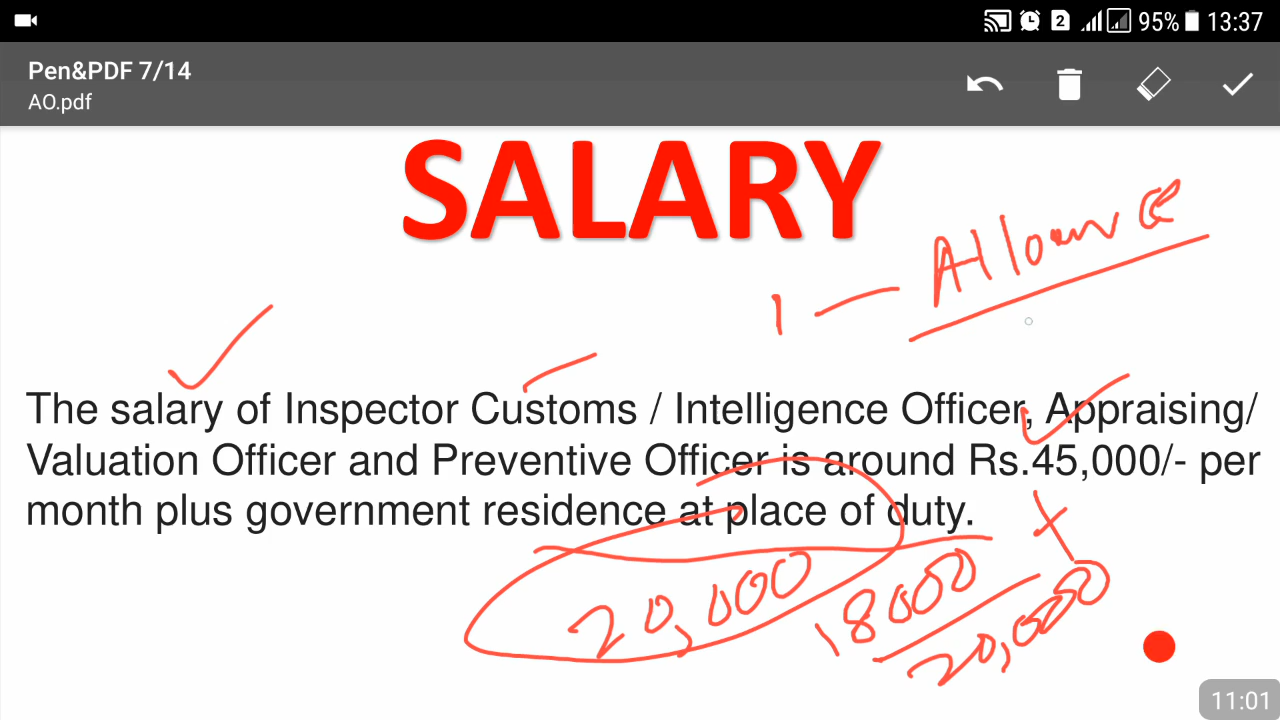 2 95% 13:37
Pen&PDF 7/14
AO.pdf
SALARY
1 — Allowance
The salary of Inspector Customs / Intelligence Officer, Appraising/
Valuation Officer and Preventive Officer is around Rs.45,000/- per
month plus government residence at place of duty.
20,000 18000
20,000
11:01